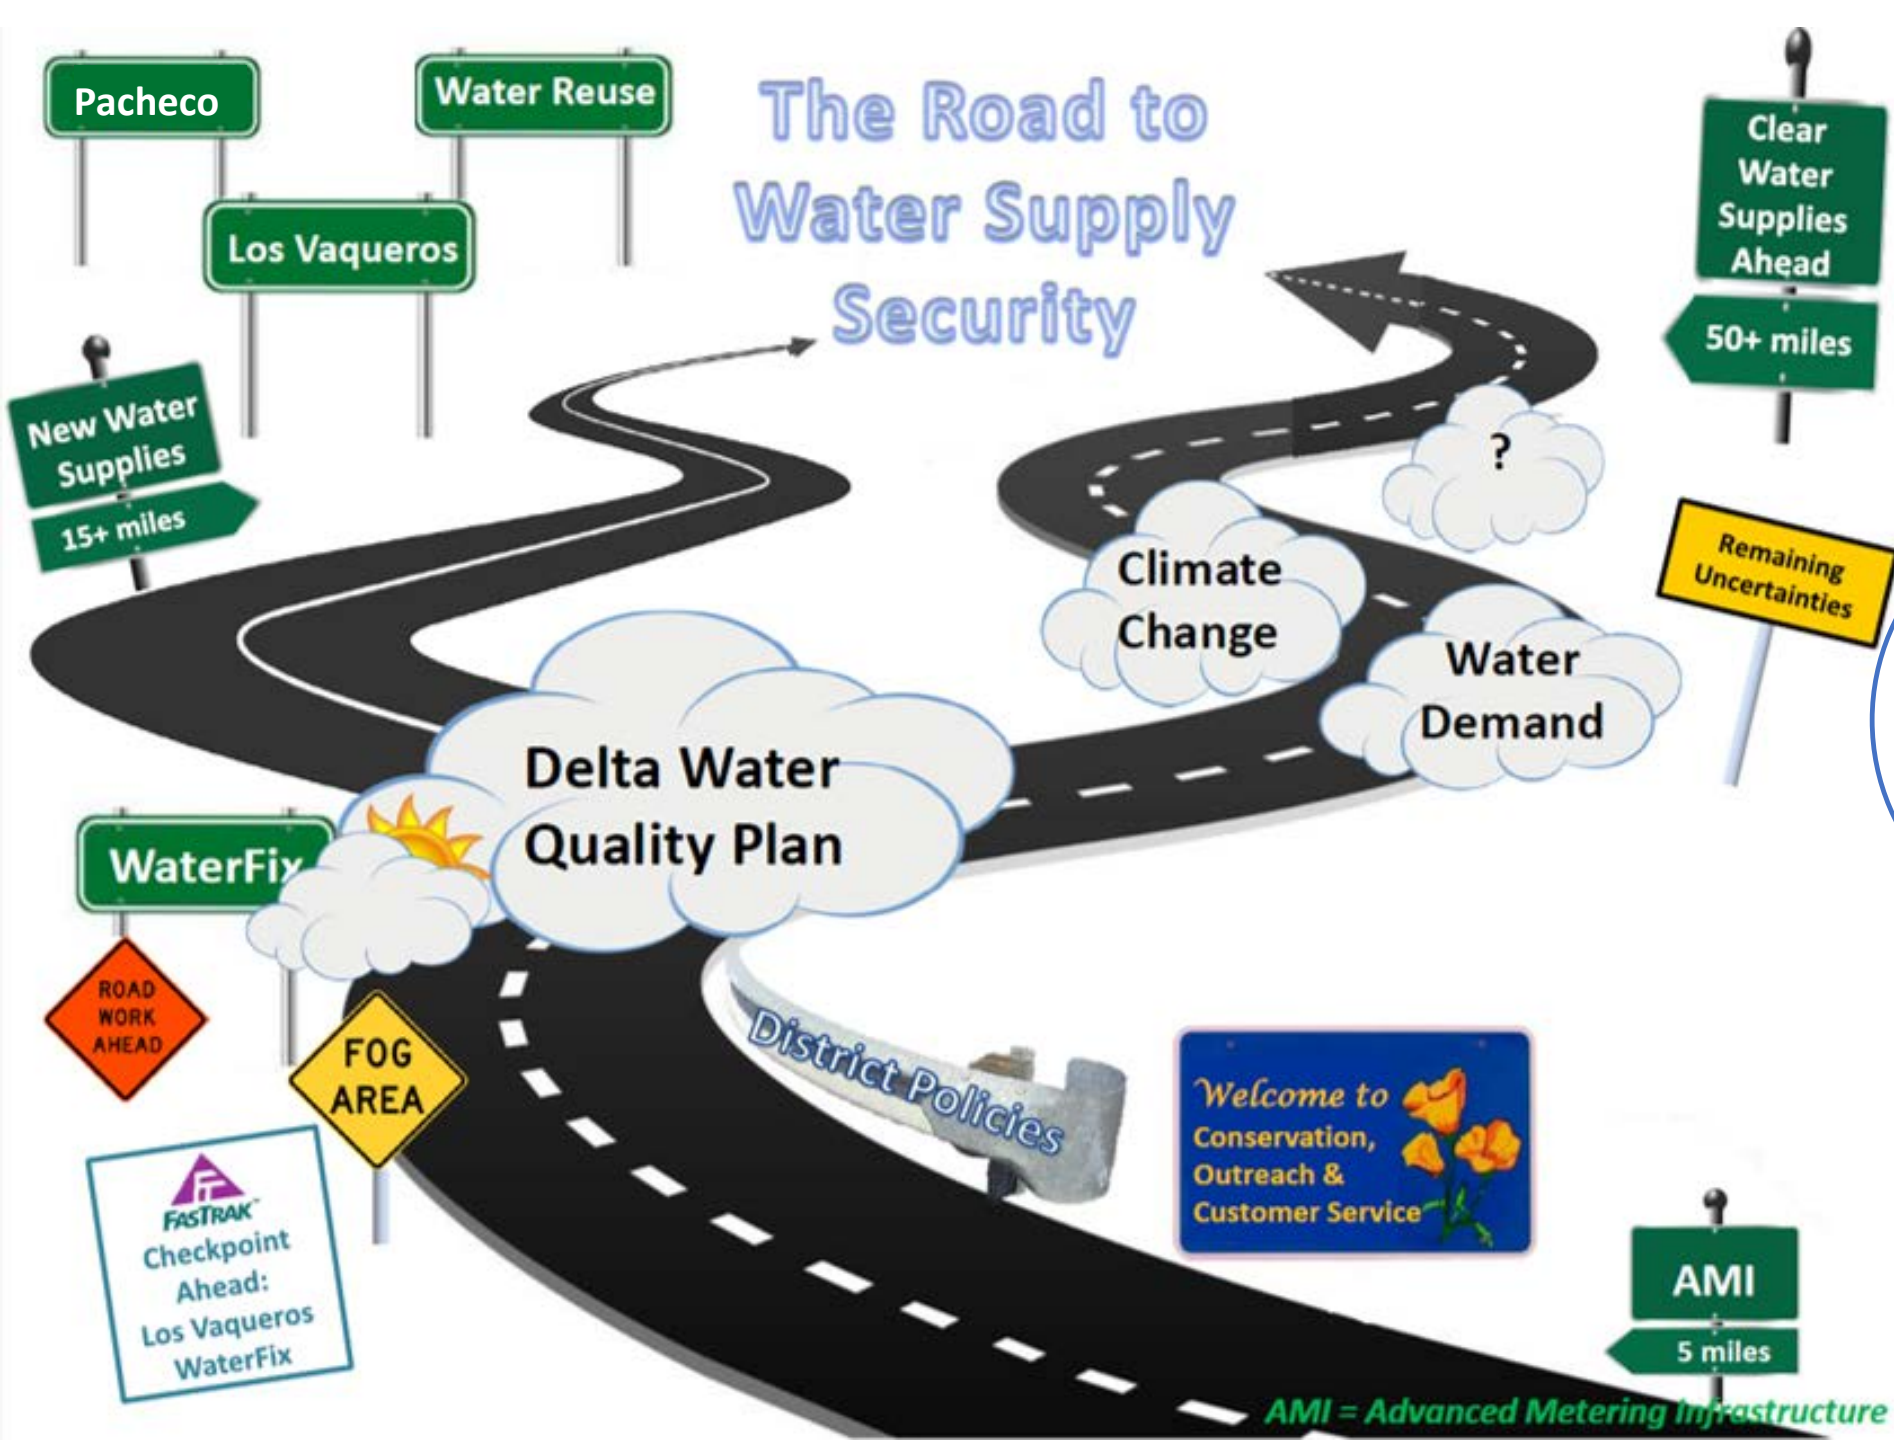 Pacheco
Water Reuse
Los Vaqueros
The Road to
Water Supply
Security
Clear
Water
Supplies
Ahead
50+ miles
New Water
Supplies
15+ miles
?
Climate
Change
Water
Demand
Remaining
Uncertainties
Delta Water
Quality Plan
WaterFix
ROAD
WORK
AHEAD
FOG
AREA
District Policies
Welcome to
Conservation,
Outreach &
Customer Service
FT
FASTRAK™
Checkpoint
Ahead:
Los Vaqueros
WaterFix
AMI
5 miles
AMI = Advanced Metering Infrastructure